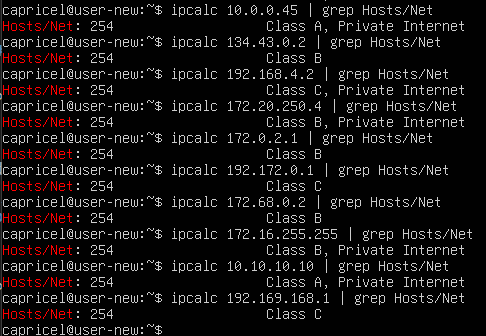 capricel@user-new:~$ ipcalc 10.0.0.45 | grep Hosts/Net
Hosts/Net: 254 Class A, Private Internet
capricel@user-new:~$ ipcalc 134.43.0.2 | grep Hosts/Net
Hosts/Net: 254 Class B
capricel@user-new:~$ ipcalc 192.168.4.2 | grep Hosts/Net
Hosts/Net: 254 Class C, Private Internet
capricel@user-new:~$ ipcalc 172.20.250.4 | grep Hosts/Net
Hosts/Net: 254 Class B, Private Internet
capricel@user-new:~$ ipcalc 172.0.2.1 | grep Hosts/Net
Hosts/Net: 254 Class B
capricel@user-new:~$ ipcalc 192.172.0.1 | grep Hosts/Net
Hosts/Net: 254 Class C
capricel@user-new:~$ ipcalc 172.68.0.2 | grep Hosts/Net
Hosts/Net: 254 Class B
capricel@user-new:~$ ipcalc 172.16.255.255 | grep Hosts/Net
Hosts/Net: 254 Class B, Private Internet
capricel@user-new:~$ ipcalc 10.10.10.10 | grep Hosts/Net
Hosts/Net: 254 Class A, Private Internet
capricel@user-new:~$ ipcalc 192.169.168.1 | grep Hosts/Net
Hosts/Net: 254 Class C
capricel@user-new:~$